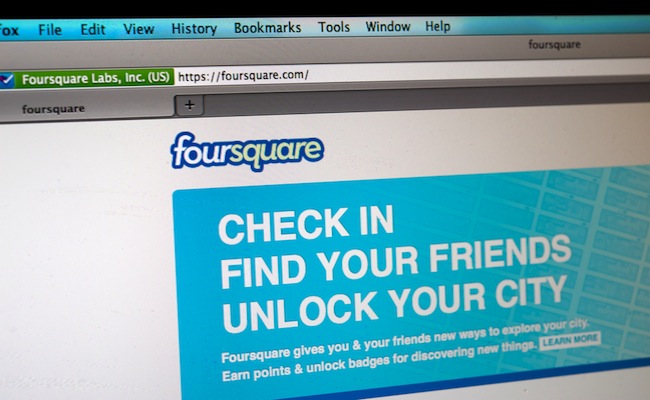 fox File Edit View History Bookmarks Tools Window Help
foursquare
Foursquare Labs, Inc. (US) https://foursquare.com/
foursquare +
foursquare
CHECK IN
FIND YOUR FRIENDS
UNLOCK YOUR CITY
Foursquare gives you & your friends new ways to explore your city.
Earn points & unlock badges for discovering new things. LEARN MORE